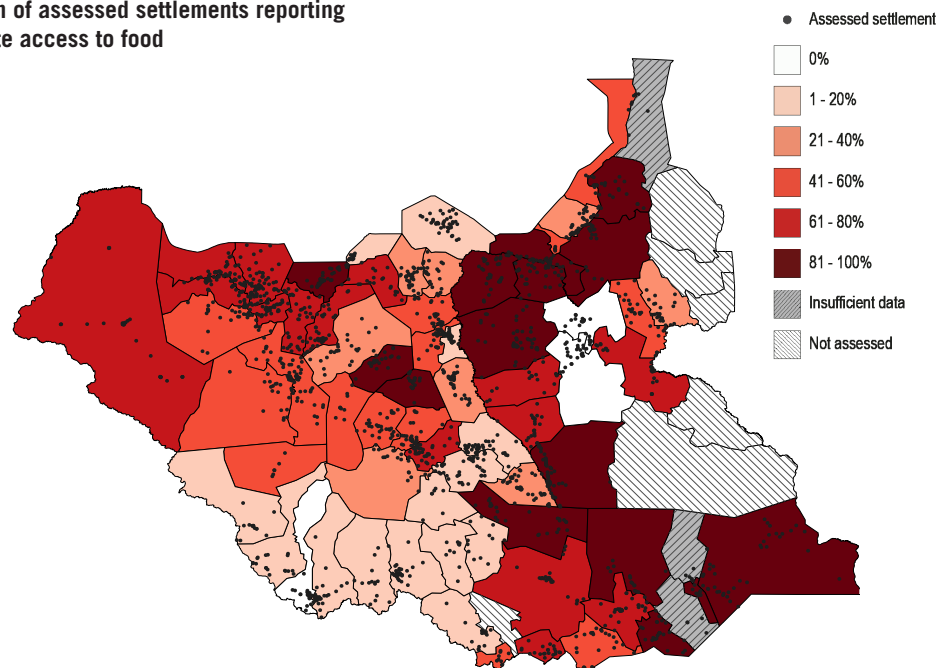 of assessed settlements reporting
access to food
Assessed settlement
0%
1 - 20%
21 - 40%
41 - 60%
61 - 80%
81 - 100%
Insufficient data
Not assessed